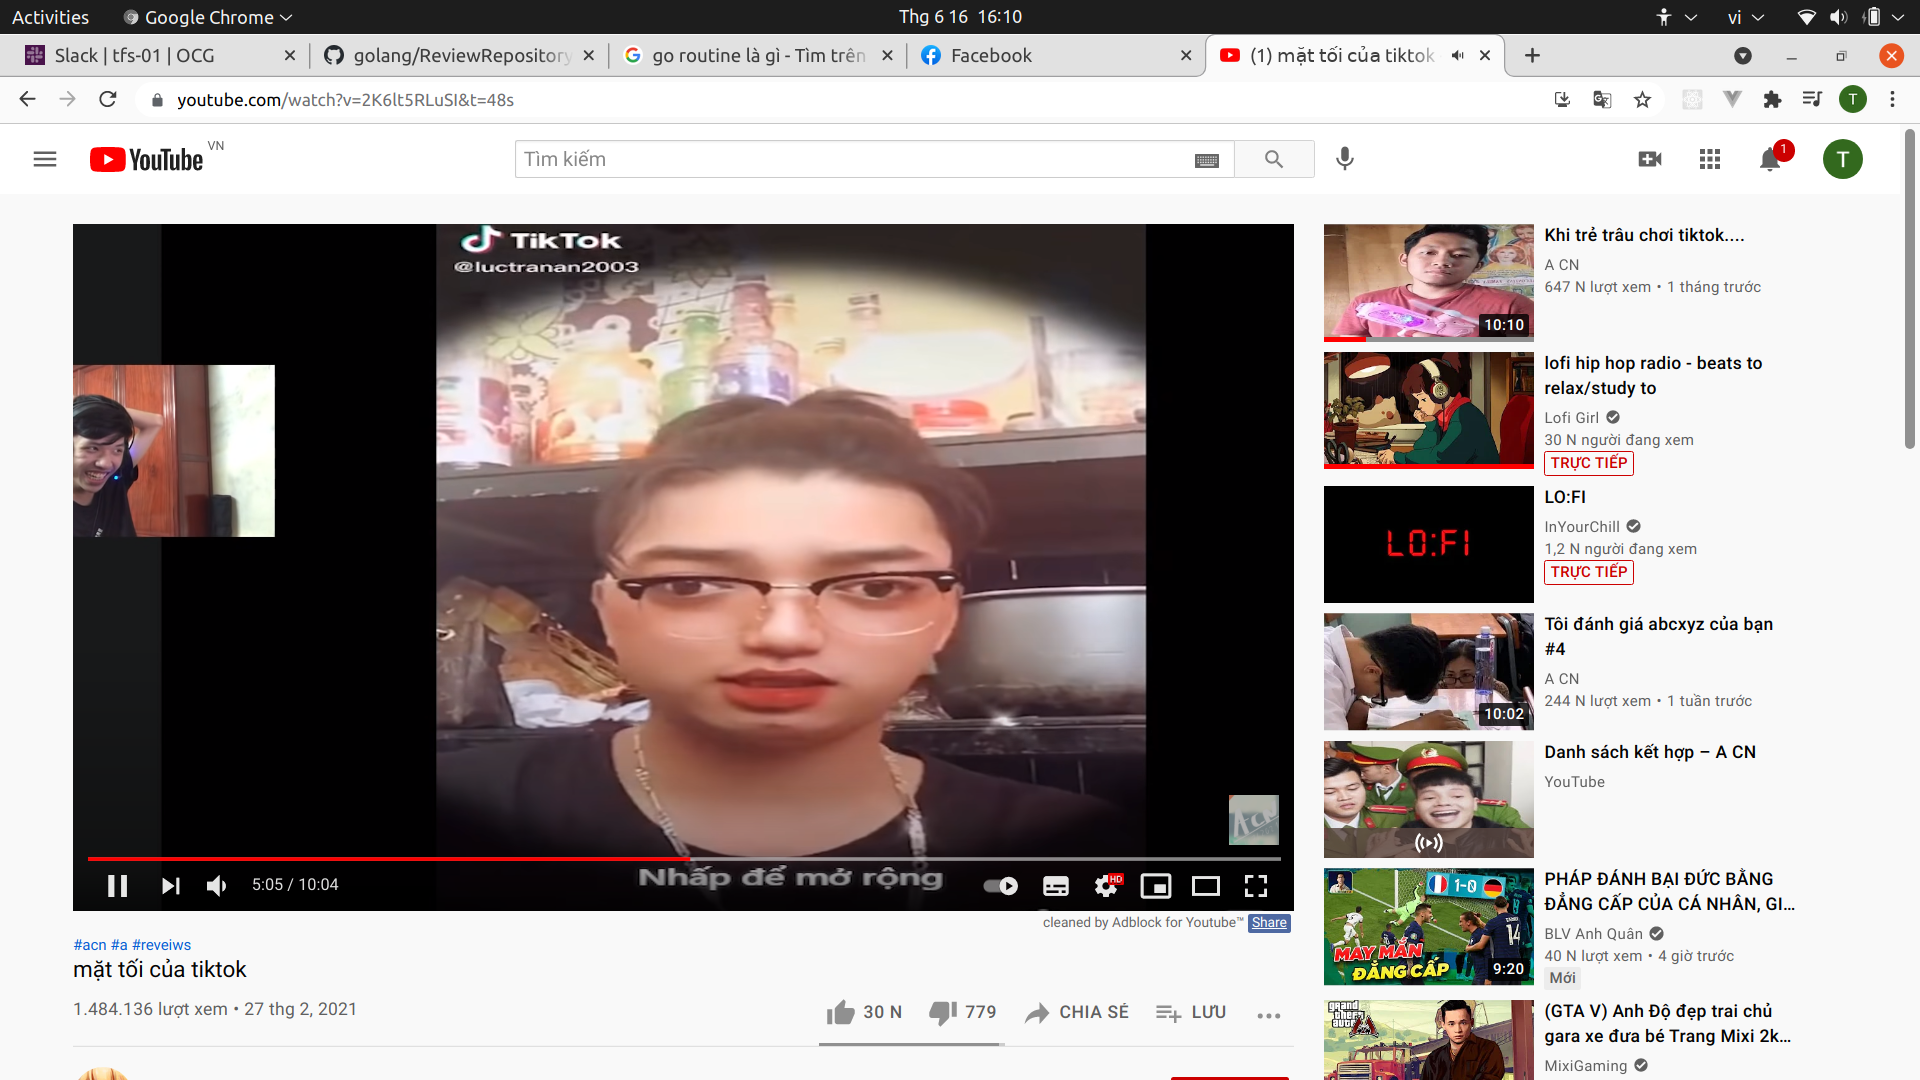 Activities
Google Chrome
Thg 6 16 16:10
vi
Slack | tfs-01 | OCG
golang/ReviewRepository
go routine là gì - Tìm trên
Facebook
(1) mặt tối của tiktok
youtube.com/watch?v=2K6lt5RLuSI&t=48s
T
YouTube VN
Tìm kiếm
1
T
TikTok
@luctranan2003
ACN
Nhấp để mở rộng
5:05 / 10:04
HD
cleaned by Adblock for Youtube™ Share
#acn #a #reveiws
mặt tối của tiktok
1.484.136 lượt xem • 27 thg 2, 2021
30 N
779
CHIA SẺ
LƯU
10:10
Khi trẻ trâu chơi tiktok....
A CN
647 N lượt xem • 1 tháng trước
lofi hip hop radio - beats to
relax/study to
Lofi Girl
30 N người đang xem
TRỰC TIẾP
LO:FI
LO:FI
InYourChill
1,2 N người đang xem
TRỰC TIẾP
10:02
Tôi đánh giá abcxyz của bạn
#4
A CN
244 N lượt xem • 1 tuần trước
Danh sách kết hợp – A CN
YouTube
1-0
14
MAY MẮN
ĐẲNG CẤP
9:20
PHÁP ĐÁNH BẠI ĐỨC BẰNG
ĐẲNG CẤP CỦA CÁ NHÂN, GI...
BLV Anh Quân
40 N lượt xem • 4 giờ trước
Mới
grand
theft
auto
(GTA V) Anh Độ đẹp trai chủ
gara xe đưa bé Trang Mixi 2k...
MixiGaming